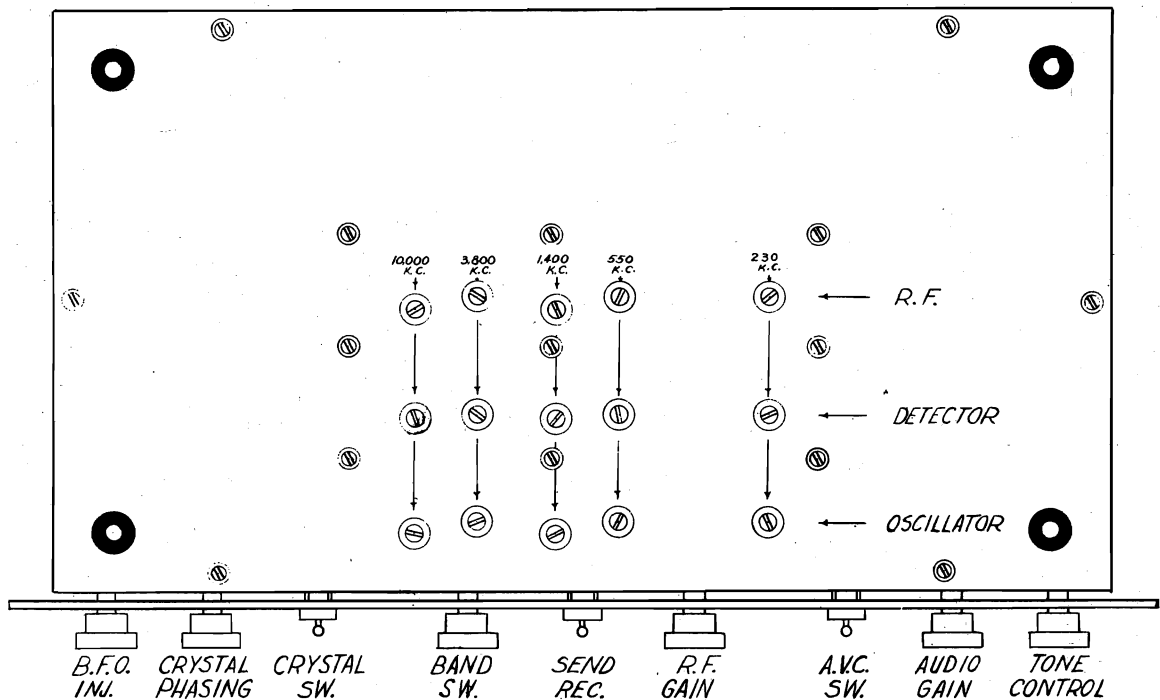 10,000 3,800 1,400 550 230
K.C. K.C. K.C. K.C. K.C.
R.F.
DETECTOR
OSCILLATOR
B.F.O. CRYSTAL CRYSTAL BAND SEND R.F. A.V.C. AUDIO TONE
INJ. PHASING SW. SW. REC. GAIN SW. GAIN CONTROL